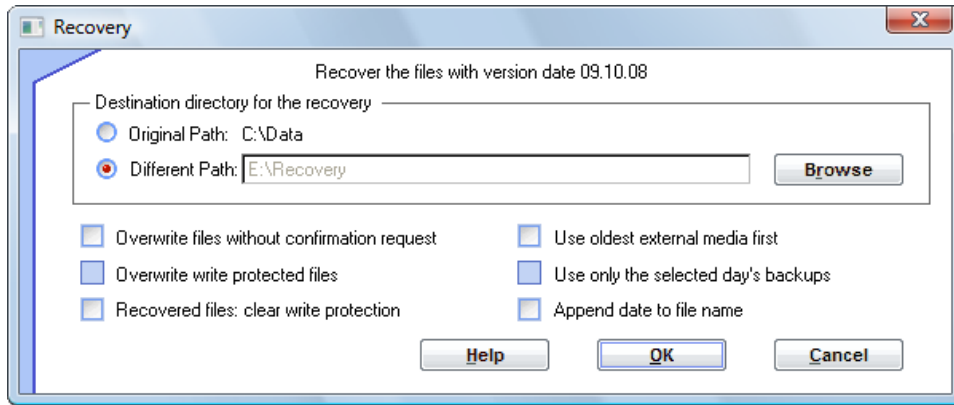 Recovery
Recover the files with version date 09.10.08
Destination directory for the recovery
Original Path: C:\Data
Different Path: E:\Recovery Browse
Overwrite files without confirmation request Use oldest external media first
Overwrite write protected files Use only the selected day's backups
Recovered files: clear write protection Append date to file name
Help OK Cancel